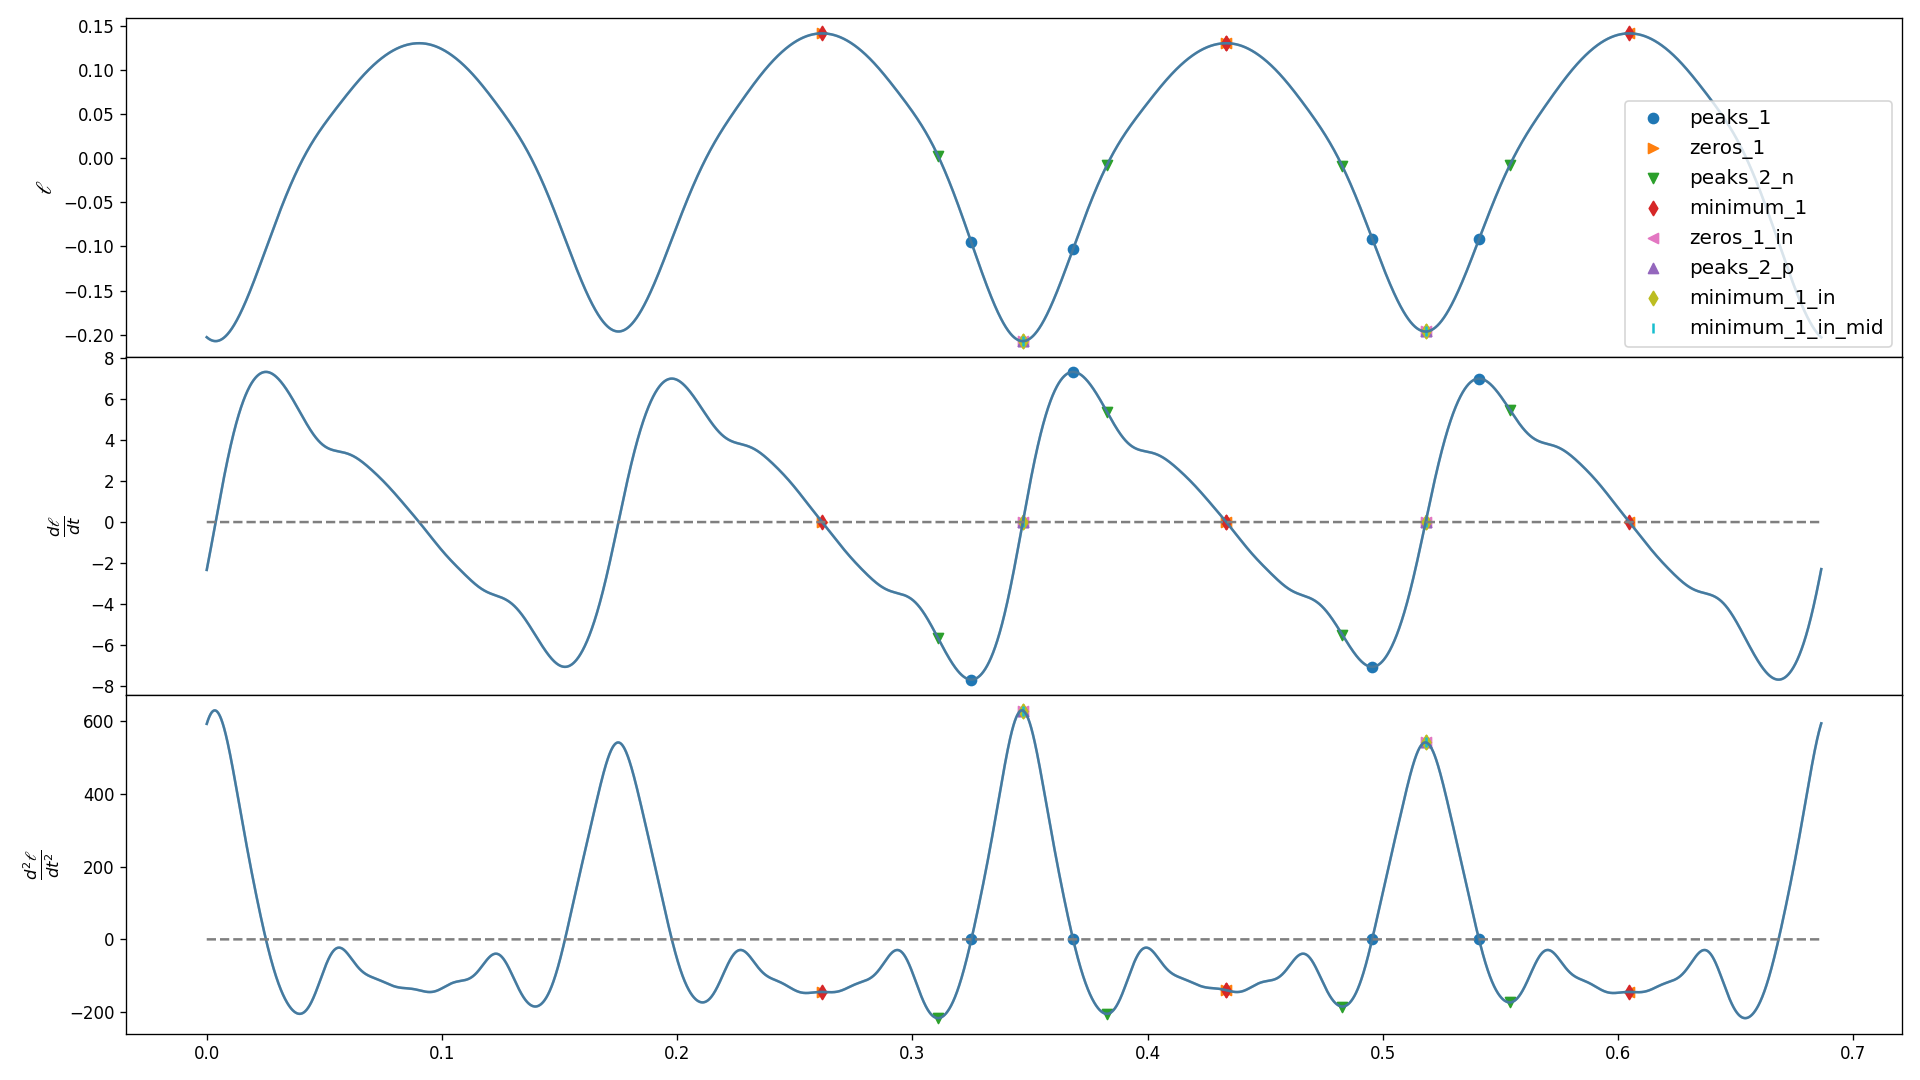 0.15
0.10
0.05
0.00
−0.05
−0.10
−0.15
−0.20
ℓ
peaks_1
zeros_1
peaks_2_n
minimum_1
zeros_1_in
peaks_2_p
minimum_1_in
minimum_1_in_mid
8
6
4
2
0
−2
−4
−6
−8
dℓ
dt
600
400
200
0
−200
d²ℓ
dt²
0.0 0.1 0.2 0.3 0.4 0.5 0.6 0.7